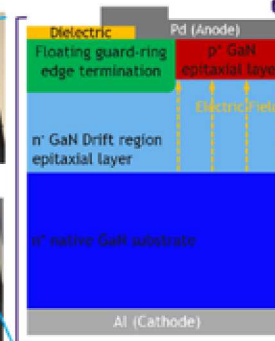 Dielectric
Pd (Anode)
Floating guard-ring
edge termination
p⁺ GaN
epitaxial layer
Electric Field
n⁻ GaN Drift region
epitaxial layer
n⁺ native GaN substrate
Al (Cathode)